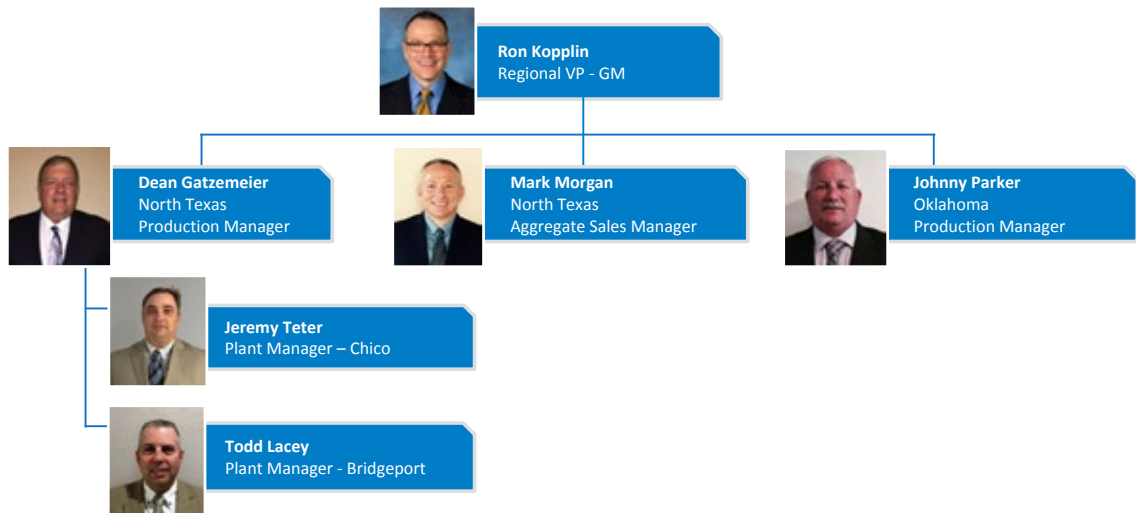 Ron Kopplin
Regional VP - GM
Dean Gatzemeier
North Texas
Production Manager
Mark Morgan
North Texas
Aggregate Sales Manager
Johnny Parker
Oklahoma
Production Manager
Jeremy Teter
Plant Manager – Chico
Todd Lacey
Plant Manager - Bridgeport